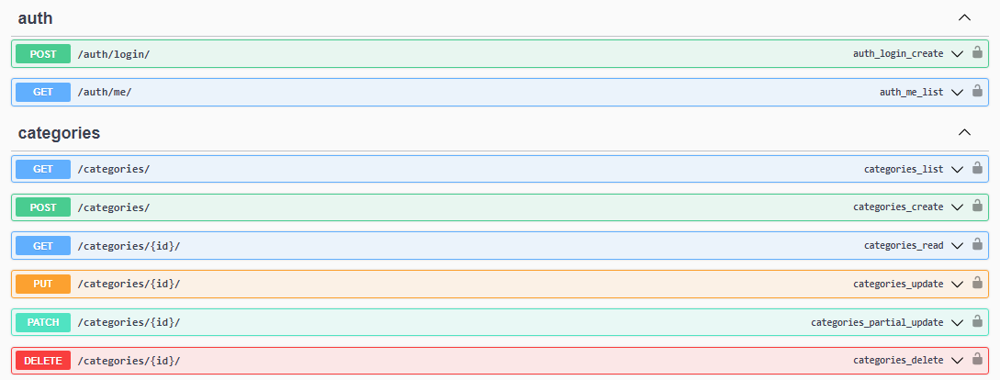 auth
POST /auth/login/ auth_login_create
GET /auth/me/ auth_me_list
categories
GET /categories/ categories_list
POST /categories/ categories_create
GET /categories/{id}/ categories_read
PUT /categories/{id}/ categories_update
PATCH /categories/{id}/ categories_partial_update
DELETE /categories/{id}/ categories_delete